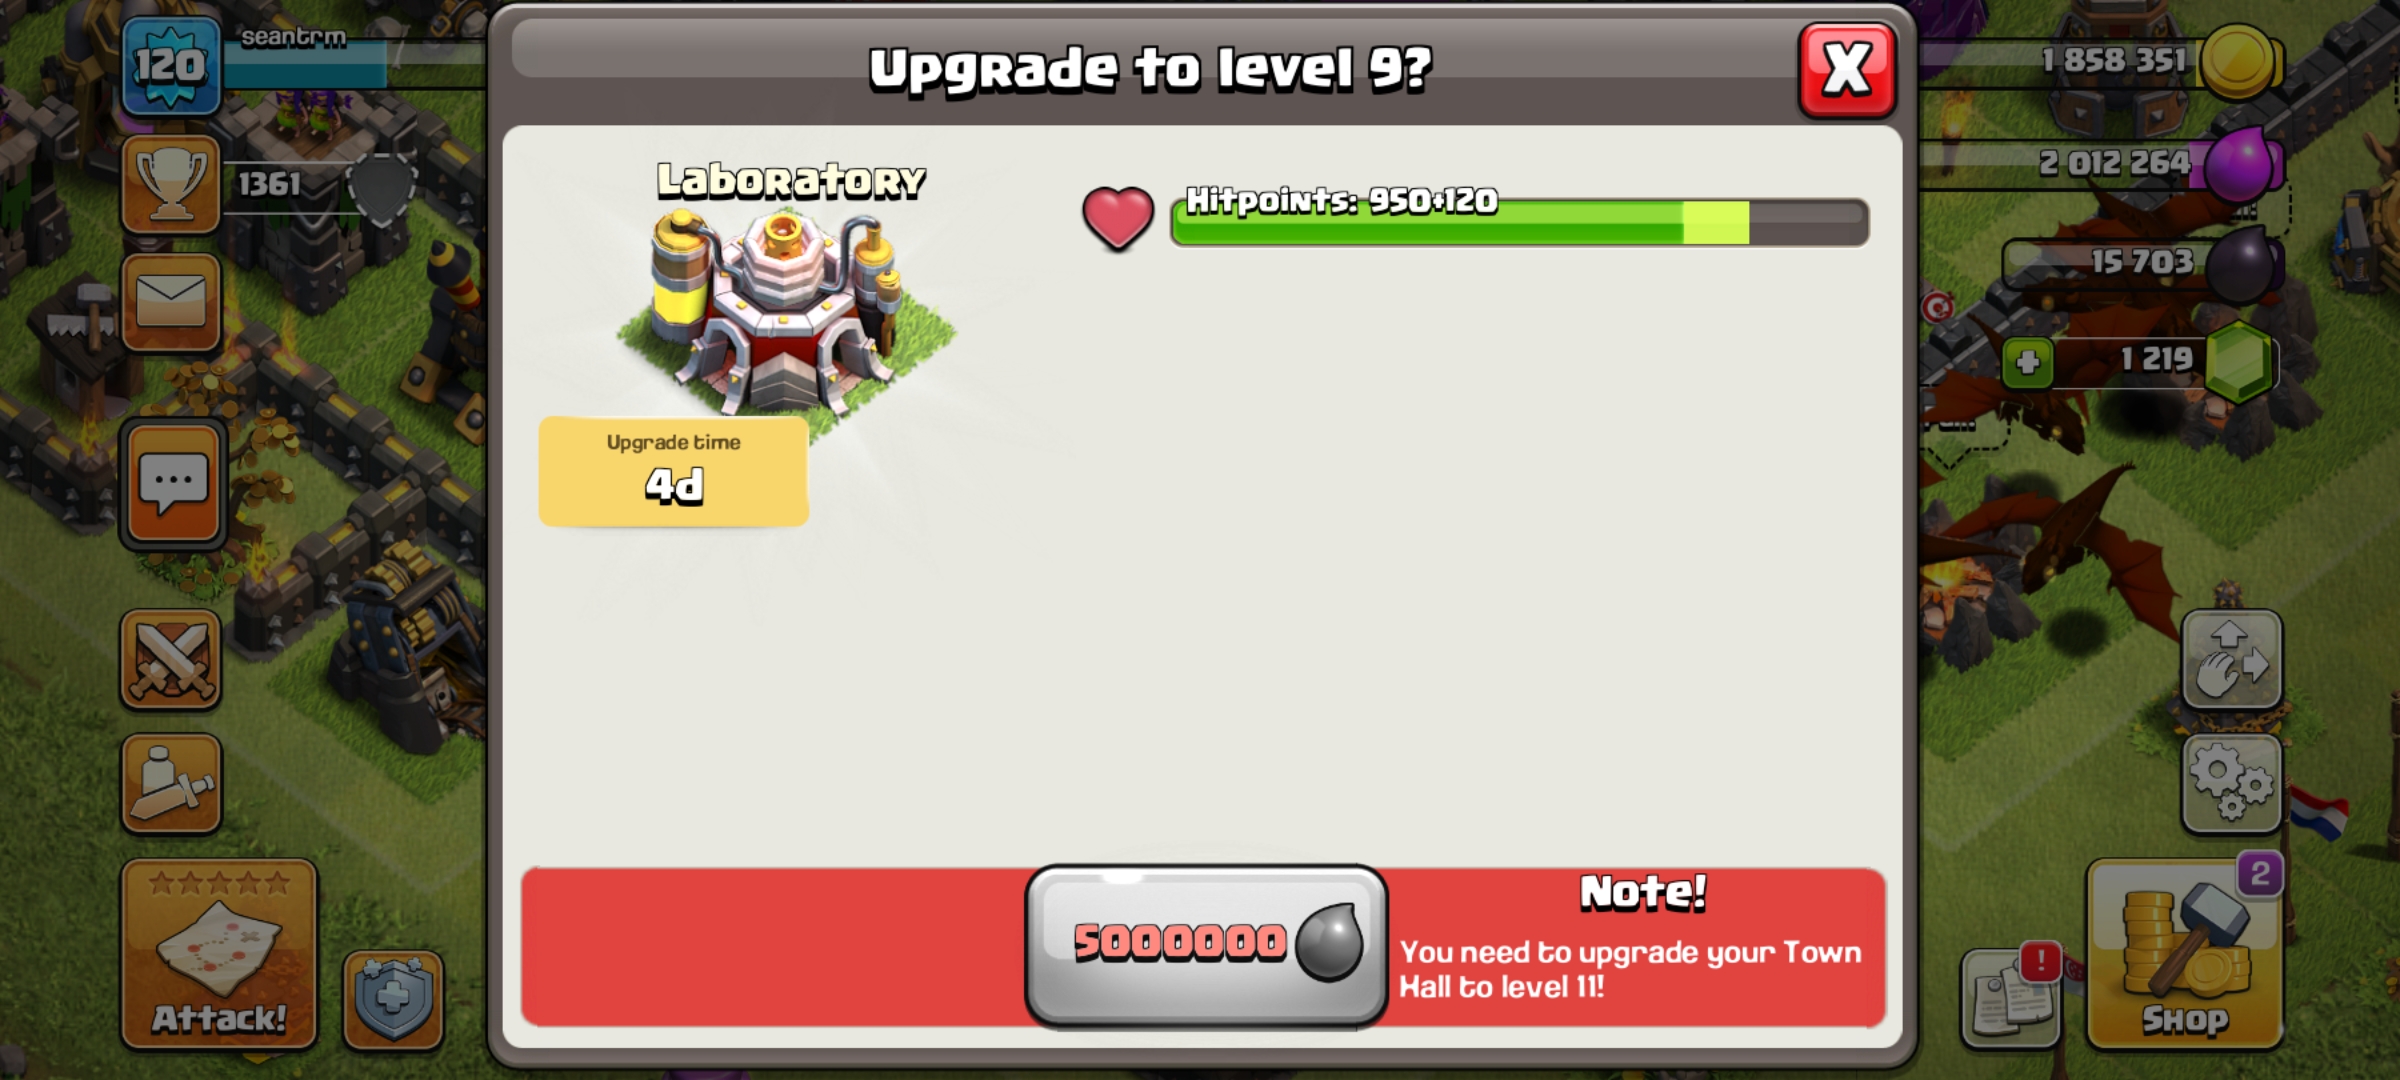 120
seantrm
1361
Attack!
Upgrade to level 9?
Laboratory
Hitpoints: 950+120
Upgrade time
4d
5000000
Note!
You need to upgrade your Town
Hall to level 11!
1 858 351
2 012 264
15 703
1 219
2
!
Shop